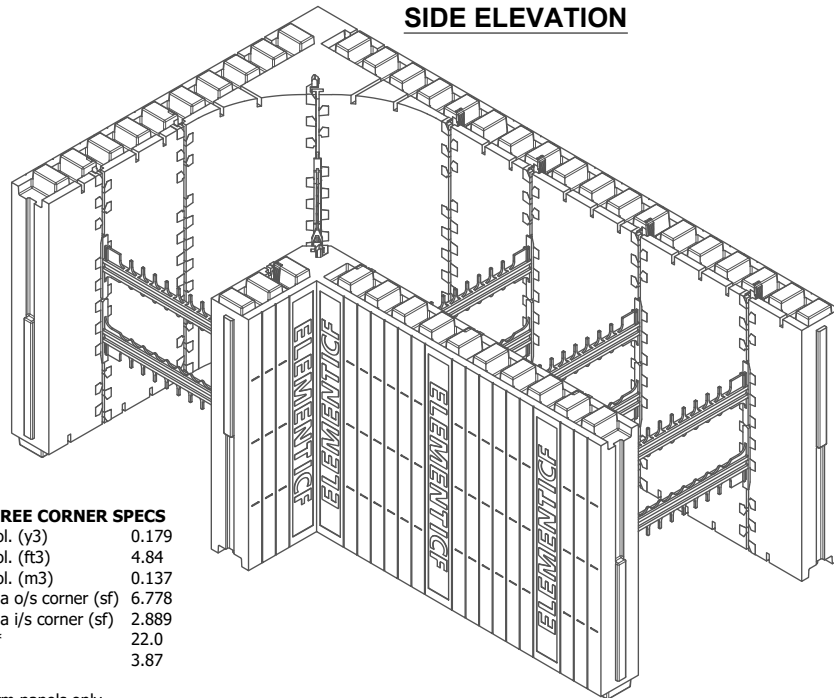 SIDE ELEVATION
ELEMENTICF
ELEMENTICF
ELEMENTICF
ELEMENTICF
REE CORNER SPECS
ol. (y3) 0.179
ol. (ft3) 4.84
ol. (m3) 0.137
a o/s corner (sf) 6.778
a i/s corner (sf) 2.889
22.0
3.87
rm panels only